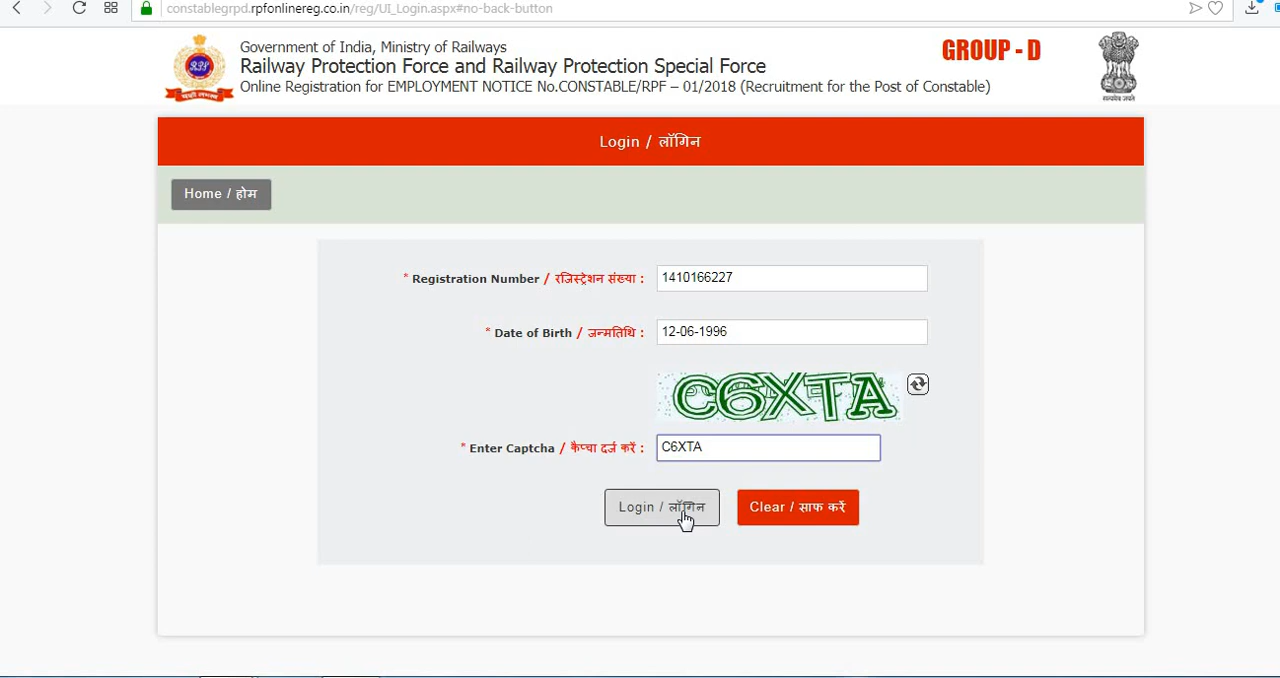 constablegrpd.rpfonlinereg.co.in/reg/UI_Login.aspx#no-back-button
Government of India, Ministry of Railways
GROUP - D
Railway Protection Force and Railway Protection Special Force
Online Registration for EMPLOYMENT NOTICE No.CONSTABLE/RPF – 01/2018 (Recruitment for the Post of Constable)
Login / लॉगिन
Home / होम
* Registration Number / रजिस्ट्रेशन संख्या : 1410166227
* Date of Birth / जन्मतिथि : 12-06-1996
C6XTA
* Enter Captcha / कैप्चा दर्ज करें : C6XTA
Login / लॉगिन Clear / साफ करें